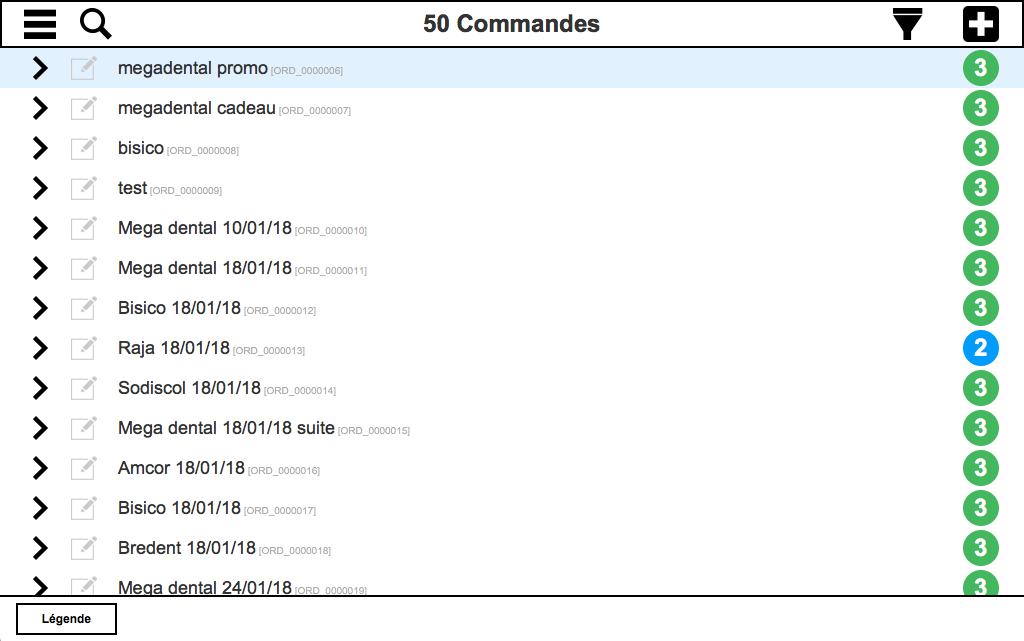 50 Commandes
megadental promo [ORD_0000006] 3
megadental cadeau [ORD_0000007] 3
bisico [ORD_0000008] 3
test [ORD_0000009] 3
Mega dental 10/01/18 [ORD_0000010] 3
Mega dental 18/01/18 [ORD_0000011] 3
Bisico 18/01/18 [ORD_0000012] 3
Raja 18/01/18 [ORD_0000013] 2
Sodiscol 18/01/18 [ORD_0000014] 3
Mega dental 18/01/18 suite [ORD_0000015] 3
Amcor 18/01/18 [ORD_0000016] 3
Bisico 18/01/18 [ORD_0000017] 3
Bredent 18/01/18 [ORD_0000018] 3
Mega dental 24/01/18 [ORD_0000019] 3
Légende